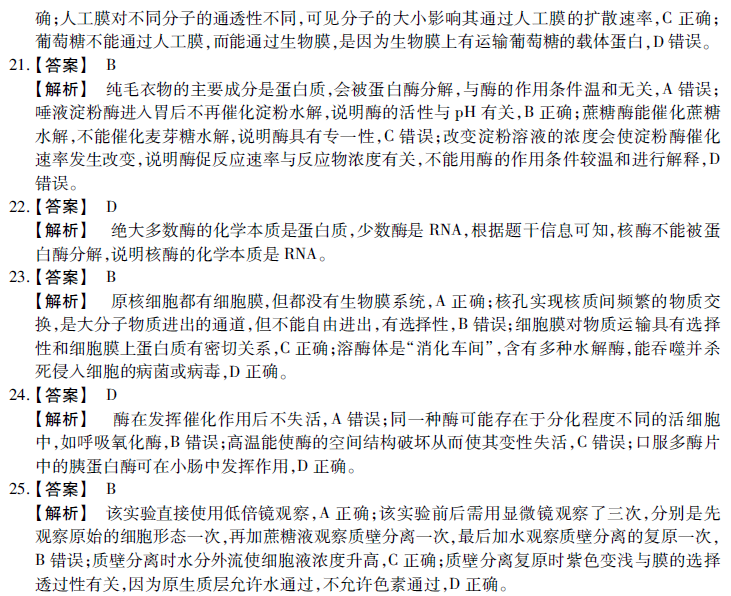 确;人工膜对不同分子的通透性不同,可见分子的大小影响其通过人工膜的扩散速率,C 正确;
葡萄糖不能通过人工膜,而能通过生物膜,是因为生物膜上有运输葡萄糖的载体蛋白,D 错误。
21.【答案】 B
【解析】 纯毛衣物的主要成分是蛋白质,会被蛋白酶分解,与酶的作用条件温和无关,A 错误;
唾液淀粉酶进入胃后不再催化淀粉水解,说明酶的活性与 pH 有关,B 正确;蔗糖酶能催化蔗糖
水解,不能催化麦芽糖水解,说明酶具有专一性,C 错误;改变淀粉溶液的浓度会使淀粉酶催化
速率发生改变,说明酶促反应速率与反应物浓度有关,不能用酶的作用条件较温和进行解释,D
错误。
22.【答案】 D
【解析】 绝大多数酶的化学本质是蛋白质,少数酶是 RNA,根据题干信息可知,核酶不能被蛋
白酶分解,说明核酶的化学本质是 RNA。
23.【答案】 B
【解析】 原核细胞都有细胞膜,但都没有生物膜系统,A 正确;核孔实现核质间频繁的物质交
换,是大分子物质进出的通道,但不能自由进出,有选择性,B 错误;细胞膜对物质运输具有选择
性和细胞膜上蛋白质有密切关系,C 正确;溶酶体是“消化车间”,含有多种水解酶,能吞噬并杀
死侵入细胞的病菌或病毒,D 正确。
24.【答案】 D
【解析】 酶在发挥催化作用后不失活,A 错误;同一种酶可能存在于分化程度不同的活细胞
中,如呼吸氧化酶,B 错误;高温能使酶的空间结构破坏从而使其变性失活,C 错误;口服多酶片
中的胰蛋白酶可在小肠中发挥作用,D 正确。
25.【答案】 B
【解析】 该实验直接使用低倍镜观察,A 正确;该实验前后需用显微镜观察了三次,分别是先
观察原始的细胞形态一次,再加蔗糖液观察质壁分离一次,最后加水观察质壁分离的复原一次,
B 错误;质壁分离时水分外流使细胞液浓度升高,C 正确;质壁分离复原时紫色变浅与膜的选择
透过性有关,因为原生质层允许水通过,不允许色素通过,D 正确。